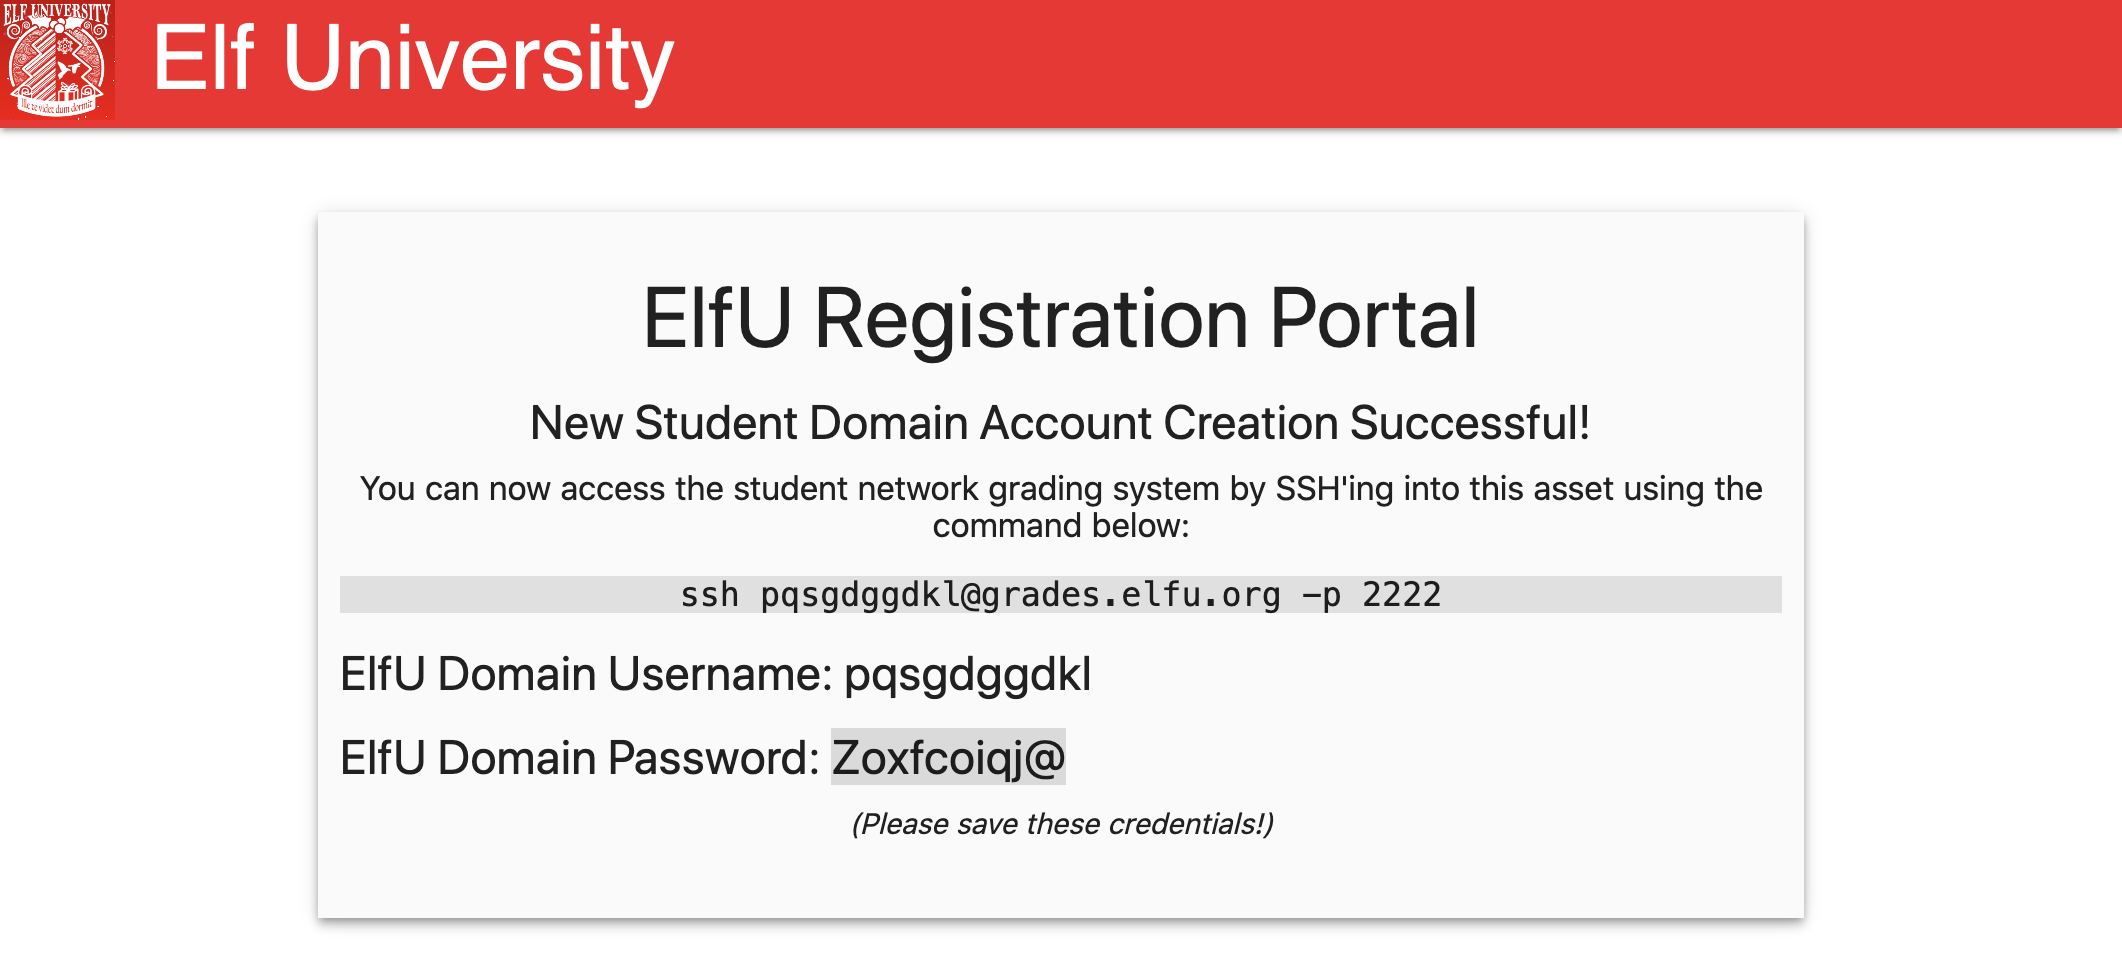 ELF UNIVERSITY
Ille te videt dum dormit
Elf University
ElfU Registration Portal
New Student Domain Account Creation Successful!
You can now access the student network grading system by SSH'ing into this asset using the
command below:
ssh pqsgdggdkl@grades.elfu.org -p 2222
ElfU Domain Username: pqsgdggdkl
ElfU Domain Password: Zoxfcoiqj@
(Please save these credentials!)